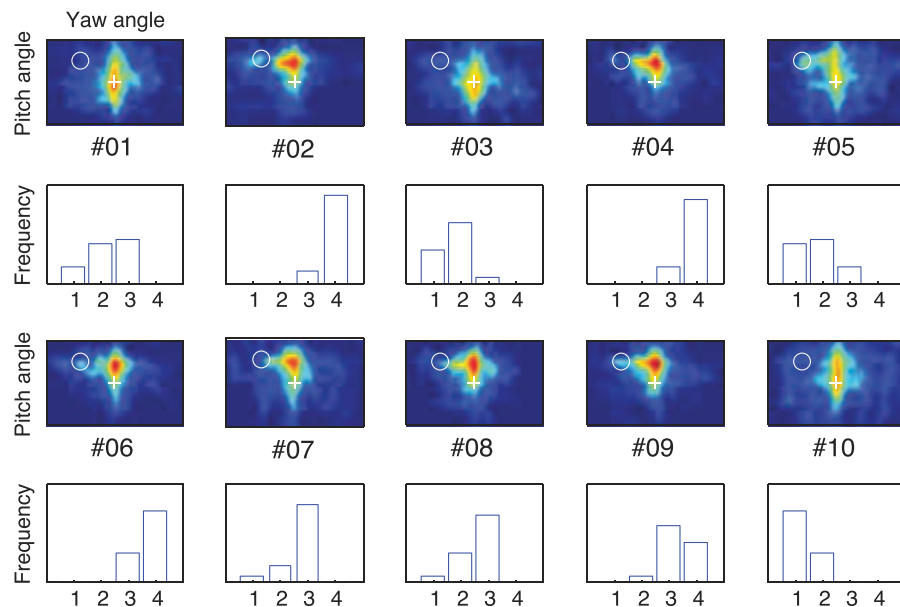 Yaw angle
Pitch angle
#01 #02 #03 #04 #05
Frequency
1 2 3 4 1 2 3 4 1 2 3 4 1 2 3 4 1 2 3 4
Pitch angle
#06 #07 #08 #09 #10
Frequency
1 2 3 4 1 2 3 4 1 2 3 4 1 2 3 4 1 2 3 4